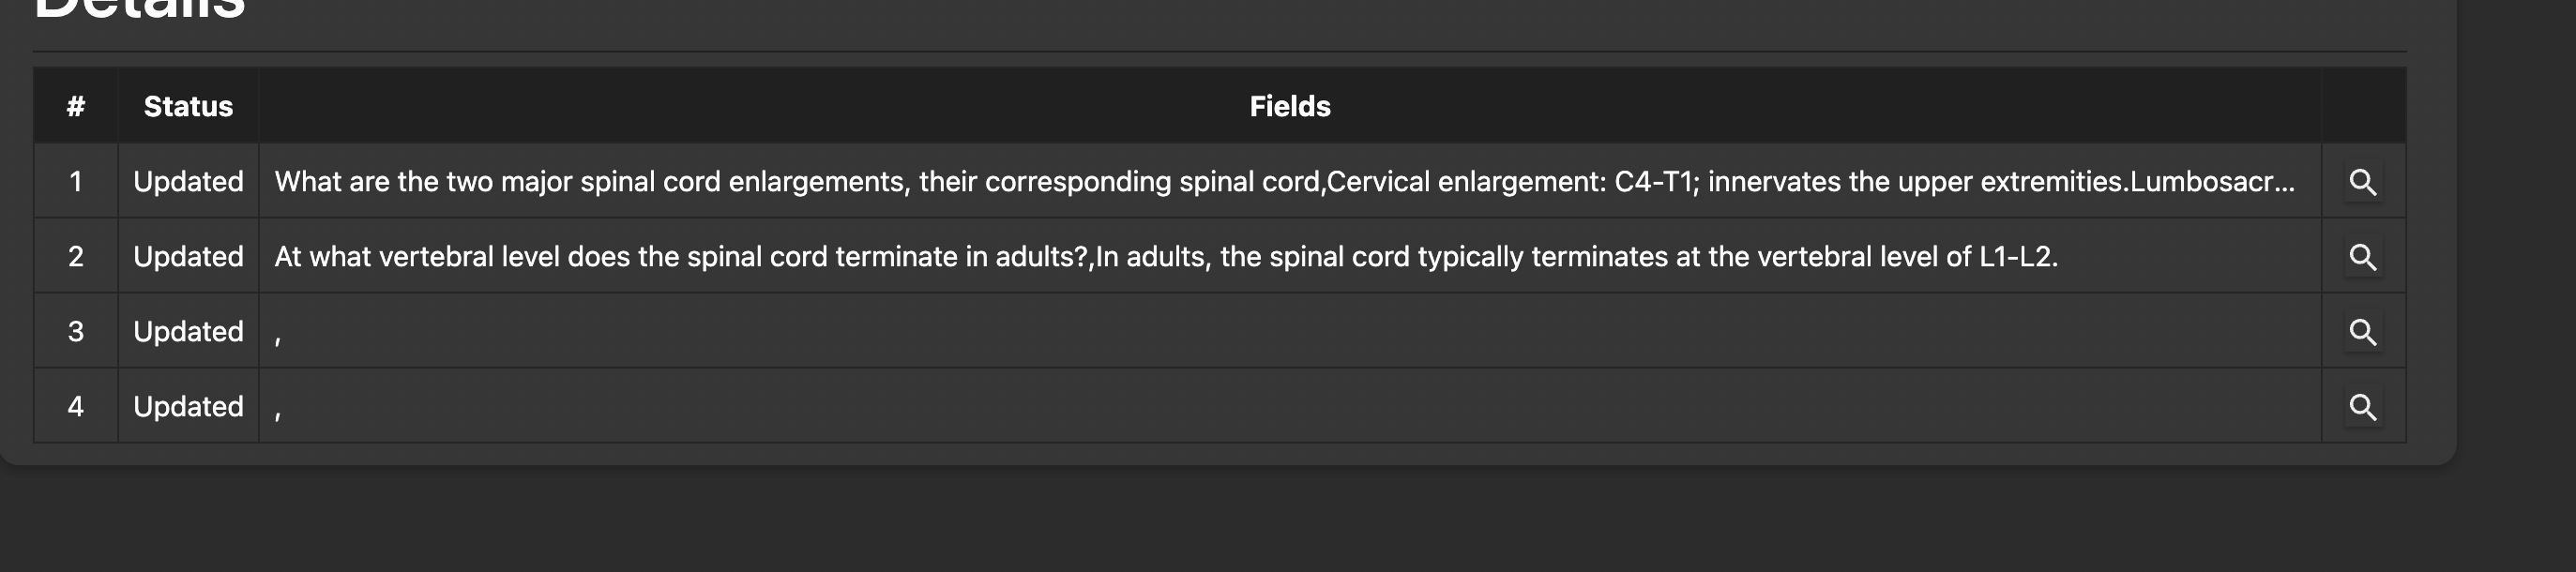 Details
# Status Fields
1 Updated What are the two major spinal cord enlargements, their corresponding spinal cord,Cervical enlargement: C4-T1; innervates the upper extremities.Lumbosacr...
2 Updated At what vertebral level does the spinal cord terminate in adults?,In adults, the spinal cord typically terminates at the vertebral level of L1-L2.
3 Updated ,
4 Updated ,